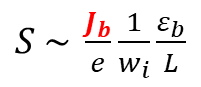 S ~ J_b/e 1/w_i ε_b/L